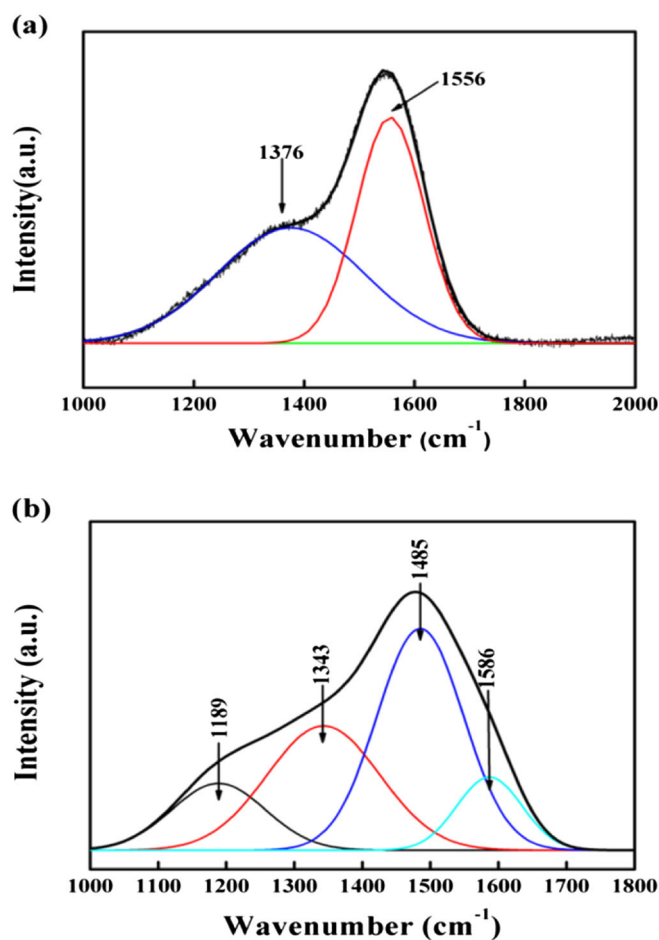 (a)
1556
1376
Intensity(a.u.)
1000 1200 1400 1600 1800 2000
Wavenumber (cm-1)
(b)
1485
1343
1586
1189
Intensity (a.u.)
1000 1100 1200 1300 1400 1500 1600 1700 1800
Wavenumber (cm-1)